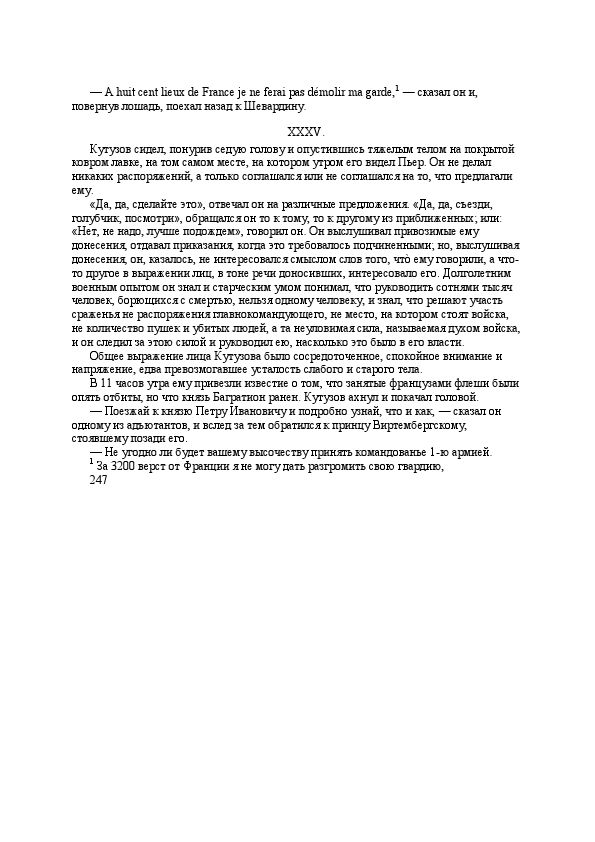 — A huit cent lieux de France je ne ferai pas démolir ma garde,¹ — сказал он и,
повернув лошадь, поехал назад к Шевардину.
XXXV.
Кутузов сидел, понурив седую голову и опустившись тяжелым телом на покрытой
ковром лавке, на том самом месте, на котором утром его видел Пьер. Он не делал
никаких распоряжений, а только соглашался или не соглашался на то, что предлагали
ему.
«Да, да, сделайте это», отвечал он на различные предложения. «Да, да, съезди,
голубчик, посмотри», обращался он то к тому, то к другому из приближенных; или:
«Нет, не надо, лучше подождем», говорил он. Он выслушивал привозимые ему
донесения, отдавал приказания, когда это требовалось подчиненными; но, выслушивая
донесения, он, казалось, не интересовался смыслом слов того, что̀ ему говорили, а что-
то другое в выражении лиц, в тоне речи доносивших, интересовало его. Долголетним
военным опытом он знал и старческим умом понимал, что руководить сотнями тысяч
человек, борющихся с смертью, нельзя одному человеку, и знал, что решают участь
сраженья не распоряжения главнокомандующего, не место, на котором стоят войска,
не количество пушек и убитых людей, а та неуловимая сила, называемая духом войска,
и он следил за этою силой и руководил ею, насколько это было в его власти.
Общее выражение лица Кутузова было сосредоточенное, спокойное внимание и
напряжение, едва превозмогавшее усталость слабого и старого тела.
В 11 часов утра ему привезли известие о том, что занятые французами флеши были
опять отбиты, но что князь Багратион ранен. Кутузов ахнул и покачал головой.
— Поезжай к князю Петру Ивановичу и подробно узнай, что и как, — сказал он
одному из адъютантов, и вслед за тем обратился к принцу Виртембергскому,
стоявшему позади его.
— Не угодно ли будет вашему высочеству принять командованье 1-ю армией.
¹ За 3200 верст от Франции я не могу дать разгромить свою гвардию,
247